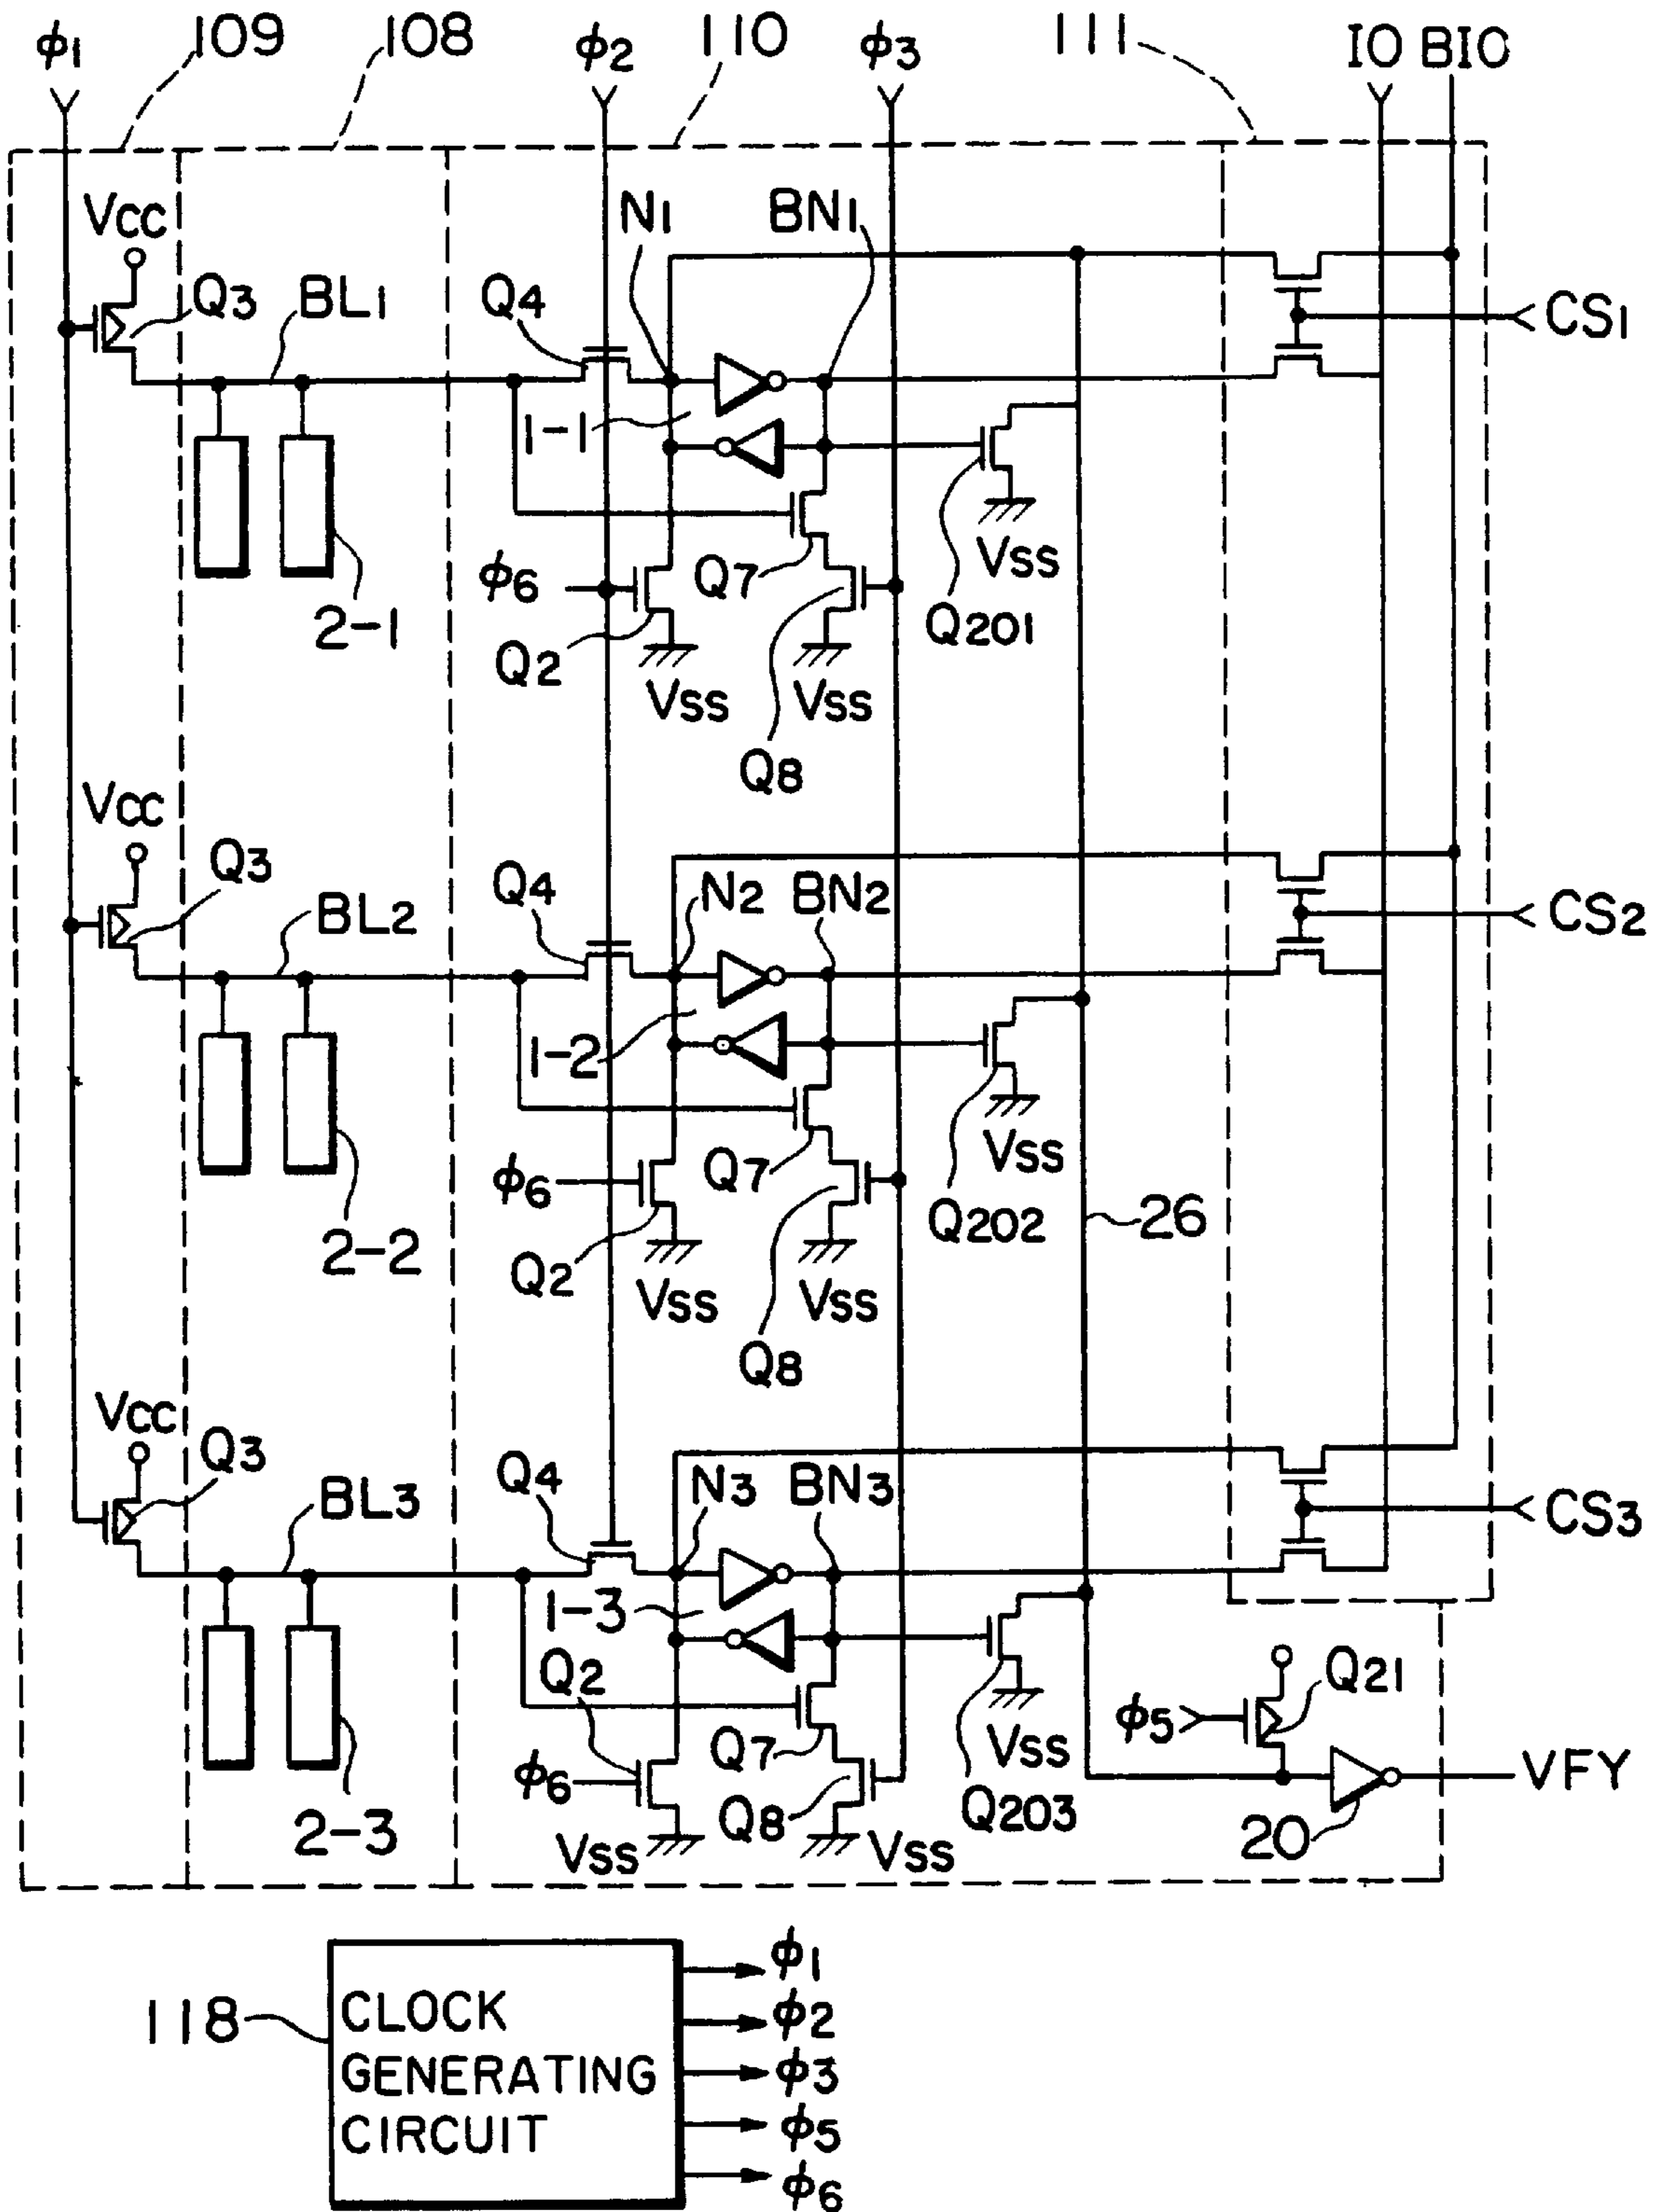 ϕ1 109 108 ϕ2 110 ϕ3 111 IO BIO
VCC N1 BN1
Q3 BL1 Q4 CS1
1-1
ϕ6 Q7 VSS
2-1 Q2 Q201
VSS VSS
Q8
VCC
Q3 BL2 Q4 N2 BN2 CS2
1-2
ϕ6 Q7 VSS
2-2 Q2 Q202 26
VSS VSS
Q8
VCC
Q3 BL3 Q4 N3 BN3 CS3
1-3
Q2 Q21
ϕ5
ϕ6 Q7 VSS VFY
2-3 Q8 Q203 20
VSS VSS
118 CLOCK
GENERATING
CIRCUIT
ϕ1
ϕ2
ϕ3
ϕ5
ϕ6